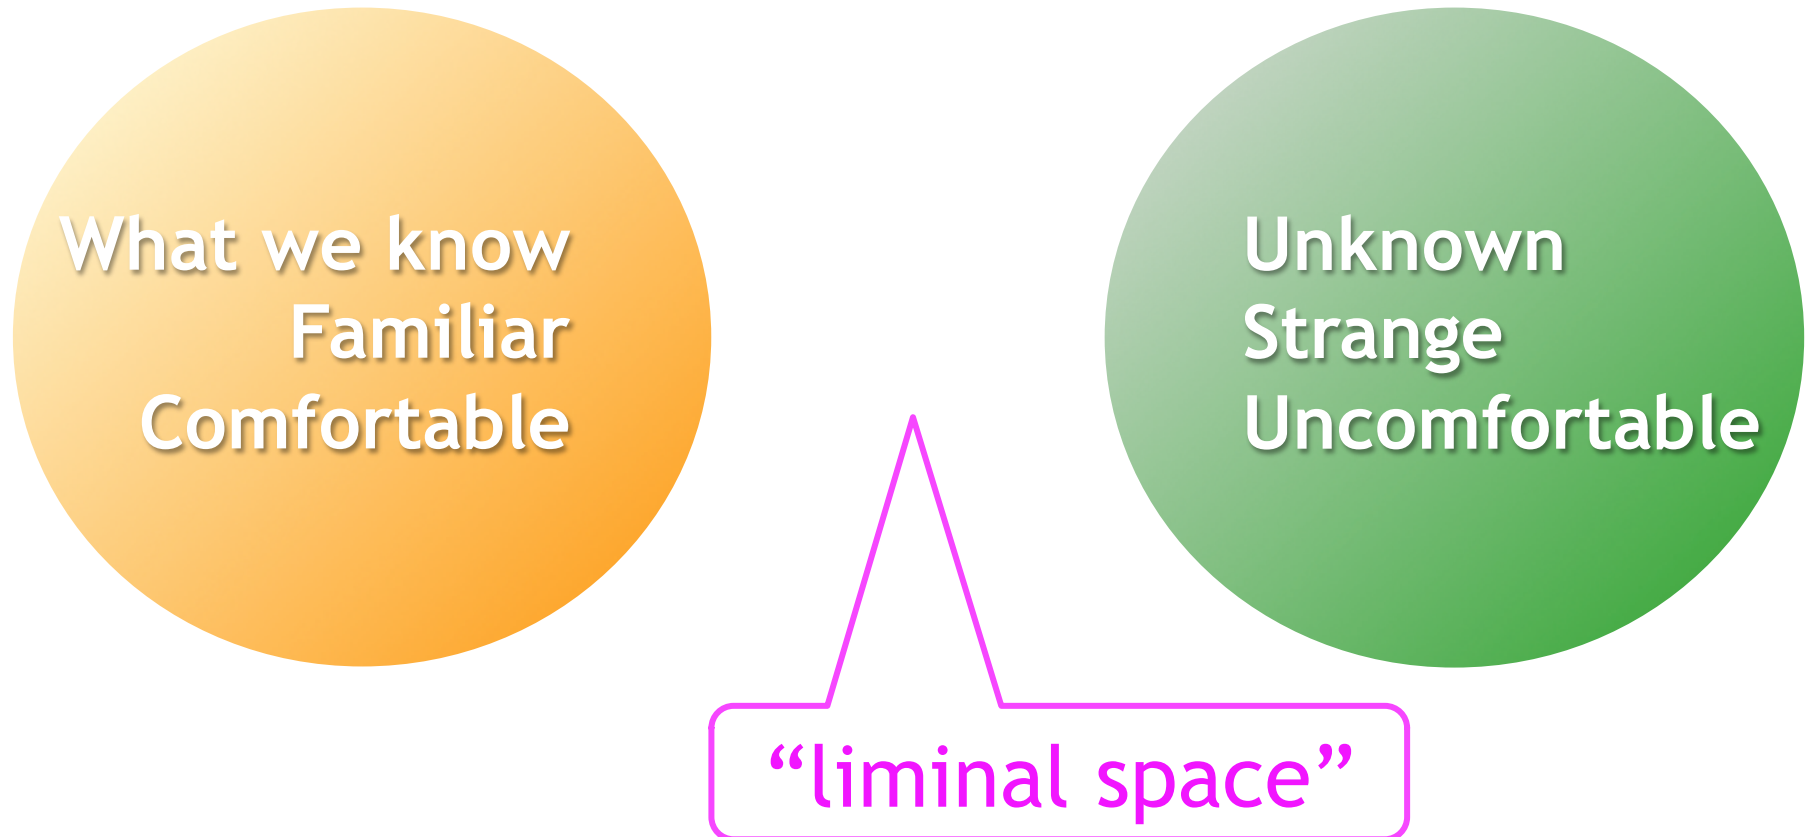 What we know
Familiar
Comfortable
Unknown
Strange
Uncomfortable
“liminal space”